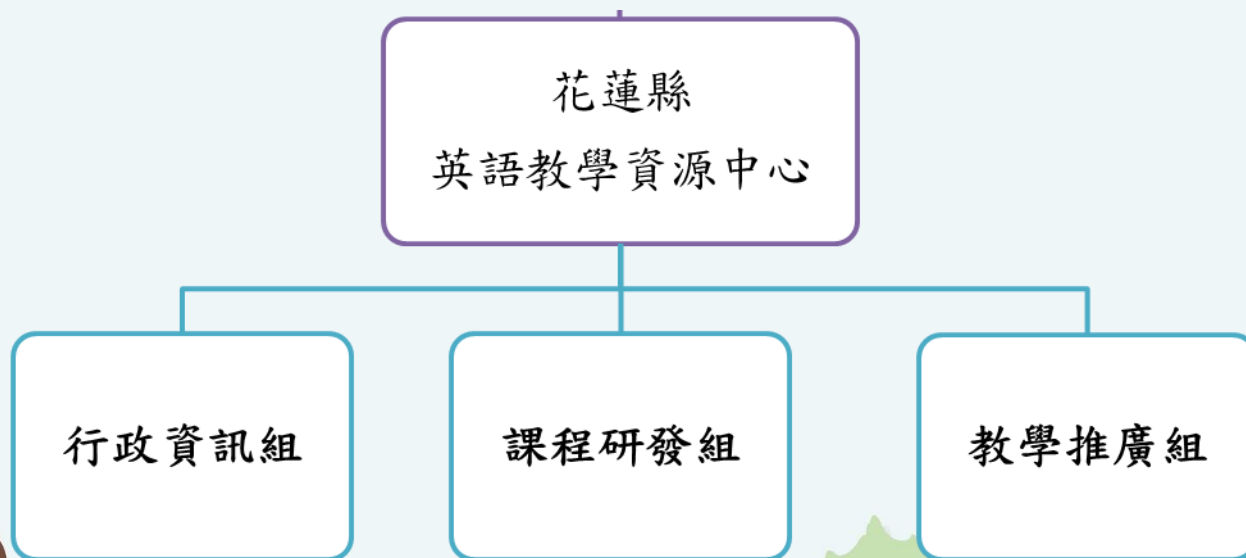 花蓮縣
英語教學資源中心
行政資訊組
課程研發組
教學推廣組